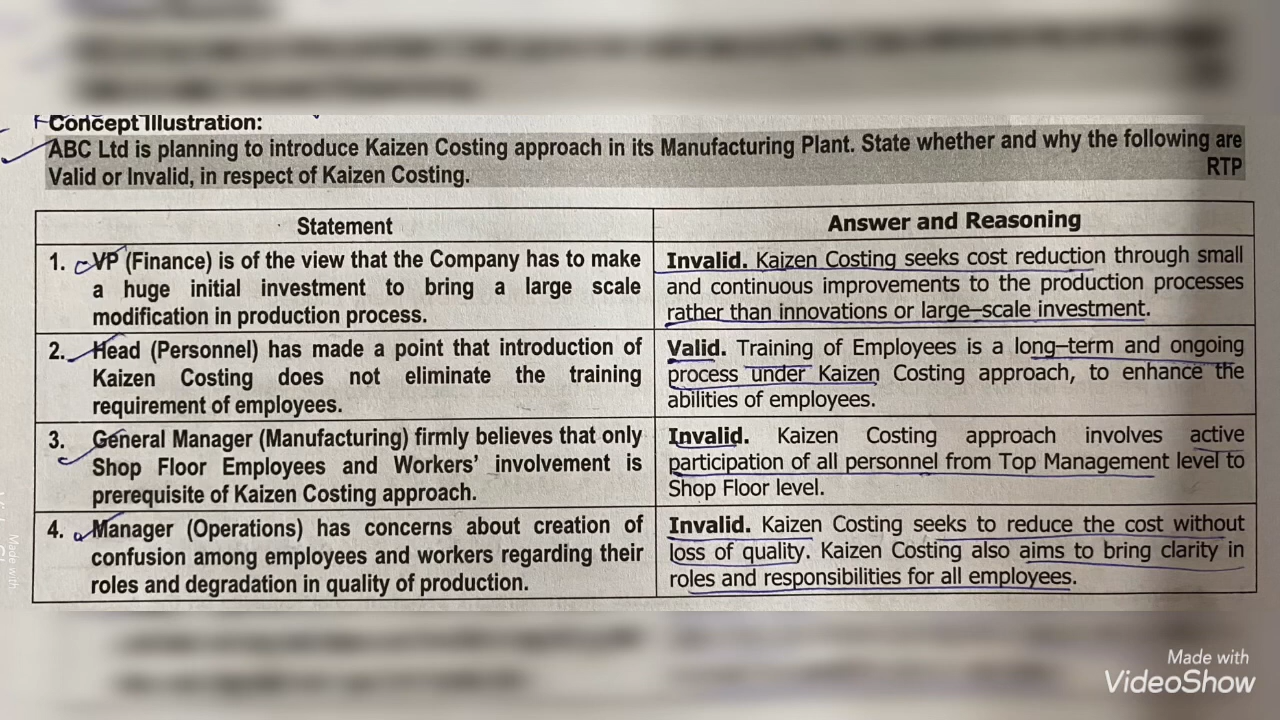 Concept Illustration:
ABC Ltd is planning to introduce Kaizen Costing approach in its Manufacturing Plant. State whether and why the following are
Valid or Invalid, in respect of Kaizen Costing. RTP
Statement
Answer and Reasoning
1. VP (Finance) is of the view that the Company has to make
a huge initial investment to bring a large scale
modification in production process.
Invalid. Kaizen Costing seeks cost reduction through small
and continuous improvements to the production processes
rather than innovations or large–scale investment.
2. Head (Personnel) has made a point that introduction of
Kaizen Costing does not eliminate the training
requirement of employees.
Valid. Training of Employees is a long–term and ongoing
process under Kaizen Costing approach, to enhance the
abilities of employees.
3. General Manager (Manufacturing) firmly believes that only
Shop Floor Employees and Workers' involvement is
prerequisite of Kaizen Costing approach.
Invalid. Kaizen Costing approach involves active
participation of all personnel from Top Management level to
Shop Floor level.
4. Manager (Operations) has concerns about creation of
confusion among employees and workers regarding their
roles and degradation in quality of production.
Invalid. Kaizen Costing seeks to reduce the cost without
loss of quality. Kaizen Costing also aims to bring clarity in
roles and responsibilities for all employees.
Made with
Made with
VideoShow